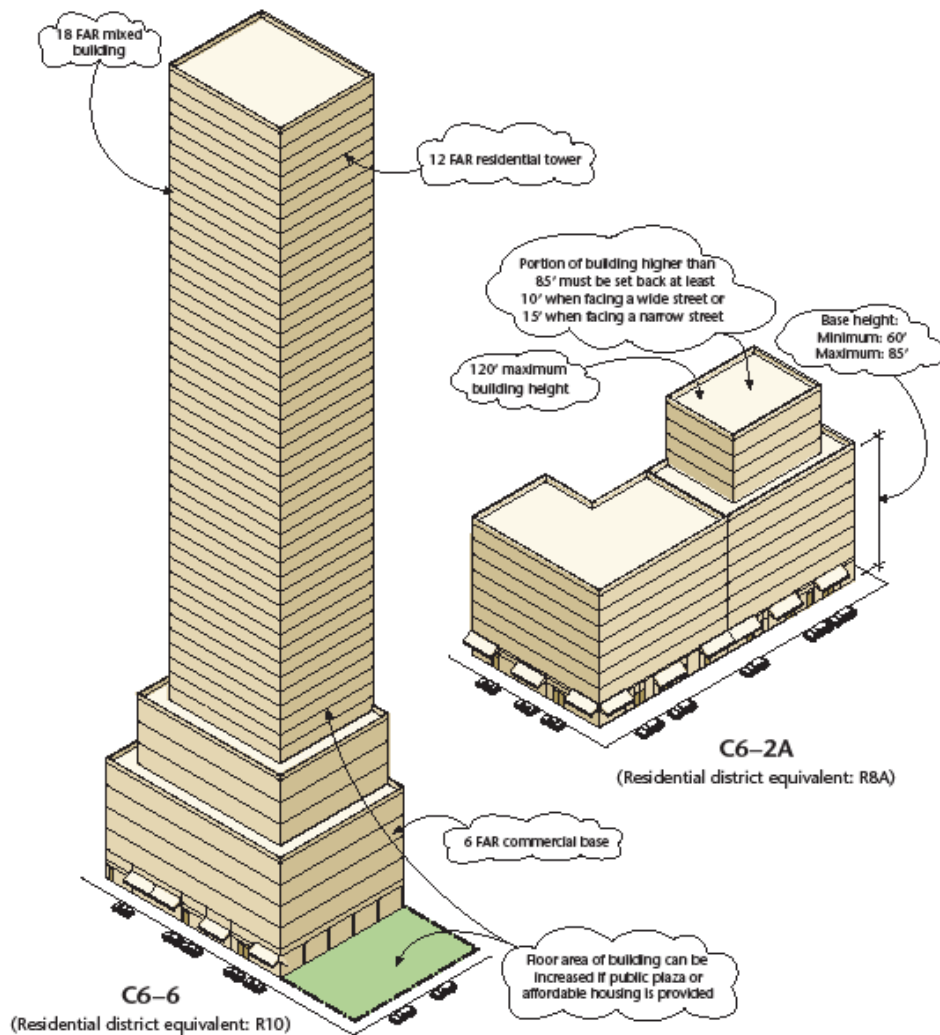 18 FAR mixed
building
12 FAR residential tower
Portion of building higher than
85′ must be set back at least
10′ when facing a wide street or
15′ when facing a narrow street
Base height:
Minimum: 60′
Maximum: 85′
120′ maximum
building height
C6–2A
(Residential district equivalent: R8A)
6 FAR commercial base
Floor area of building can be
increased if public plaza or
affordable housing is provided
C6–6
(Residential district equivalent: R10)